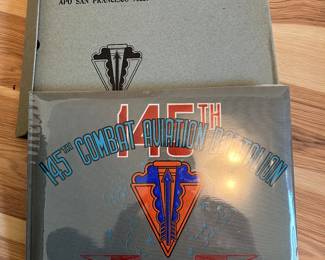 APO SAN FRANCISCO
145TH
145TH COMBAT AVIATION BATTALION